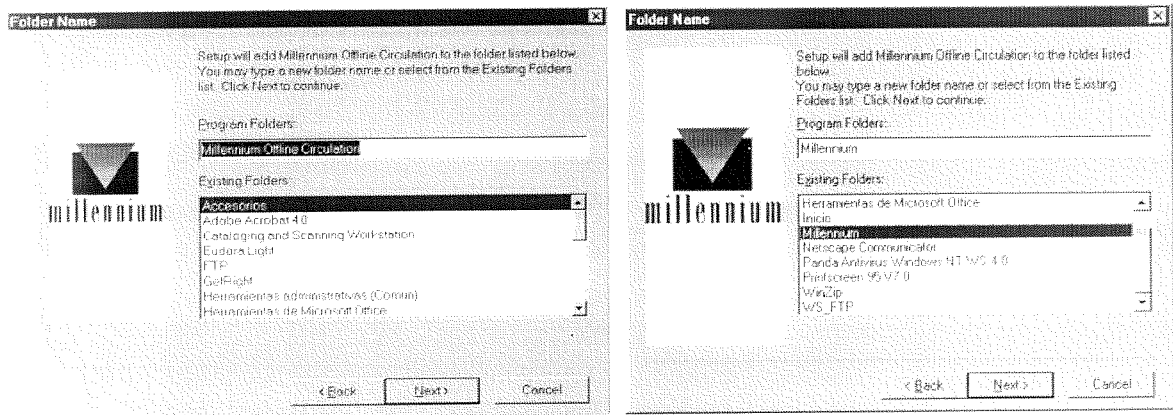 Folder Name
Setup will add Millennium Offline Circulation to the folder listed below.
You may type a new folder name or select from the Existing Folders
list. Click Next to continue.
Program Folders:
Millennium Offline Circulation
Existing Folders:
Accesorios
Adobe Acrobat 4.0
Cataloging and Scanning Workstation
Eudora Light
FTP
GetRight
Herramientas administrativas (Común)
Herramientas de Microsoft Office
millennium
< Back
Next >
Cancel
Folder Name
Setup will add Millennium Offline Circulation to the folder listed
below.
You may type a new folder name or select from the Existing
Folders list. Click Next to continue.
Program Folders:
Millennium
Existing Folders:
Herramientas de Microsoft Office
Inicio
Millennium
Netscape Communicator
Panda Antivirus Windows NT WS 4.0
Printscreen 95 V7.0
WinZip
WS_FTP
millennium
< Back
Next >
Cancel